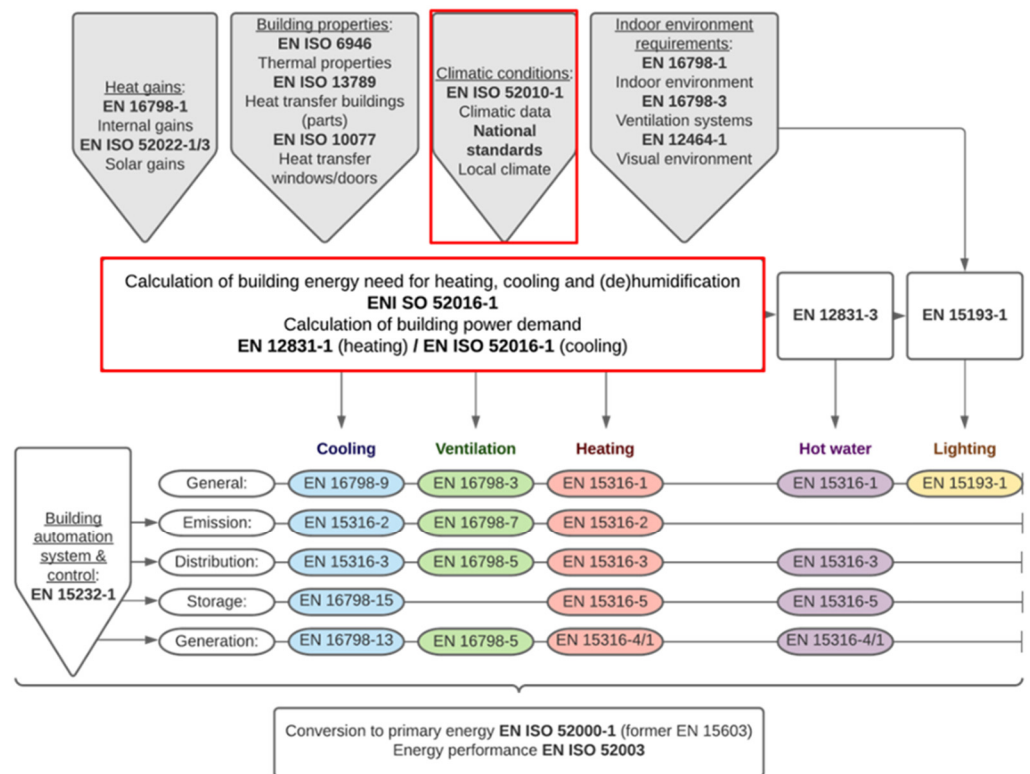 Heat gains:
EN 16798-1
Internal gains
EN ISO 52022-1/3
Solar gains
Building properties:
EN ISO 6946
Thermal properties
EN ISO 13789
Heat transfer buildings
(parts)
EN ISO 10077
Heat transfer
windows/doors
Climatic conditions:
EN ISO 52010-1
Climatic data
National
standards
Local climate
Indoor environment
requirements:
EN 16798-1
Indoor environment
EN 16798-3
Ventilation systems
EN 12464-1
Visual environment
Calculation of building energy need for heating, cooling and (de)humidification
ENI SO 52016-1
Calculation of building power demand
EN 12831-1 (heating) / EN ISO 52016-1 (cooling)
EN 12831-3
EN 15193-1
Building
automation
system &
control:
EN 15232-1
Cooling Ventilation Heating Hot water Lighting
General: EN 16798-9 EN 16798-3 EN 15316-1 EN 15316-1 EN 15193-1
Emission: EN 15316-2 EN 16798-7 EN 15316-2
Distribution: EN 15316-3 EN 16798-5 EN 15316-3 EN 15316-3
Storage: EN 16798-15 EN 15316-5 EN 15316-5
Generation: EN 16798-13 EN 16798-5 EN 15316-4/1 EN 15316-4/1
Conversion to primary energy EN ISO 52000-1 (former EN 15603)
Energy performance EN ISO 52003